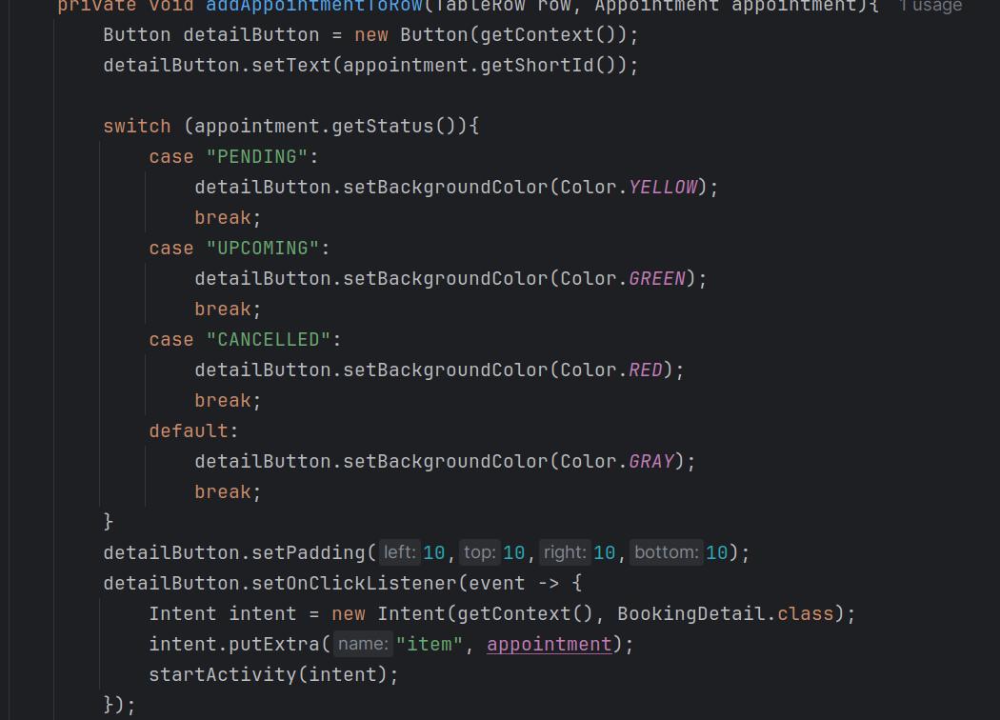 private void addAppointmentToRow(TableRow row, Appointment appointment){ 1 usage
Button detailButton = new Button(getContext());
detailButton.setText(appointment.getShortId());
switch (appointment.getStatus()){
case "PENDING":
detailButton.setBackgroundColor(Color.YELLOW);
break;
case "UPCOMING":
detailButton.setBackgroundColor(Color.GREEN);
break;
case "CANCELLED":
detailButton.setBackgroundColor(Color.RED);
break;
default:
detailButton.setBackgroundColor(Color.GRAY);
break;
}
detailButton.setPadding( left: 10, top: 10, right: 10, bottom: 10);
detailButton.setOnClickListener(event -> {
Intent intent = new Intent(getContext(), BookingDetail.class);
intent.putExtra( name: "item", appointment);
startActivity(intent);
});